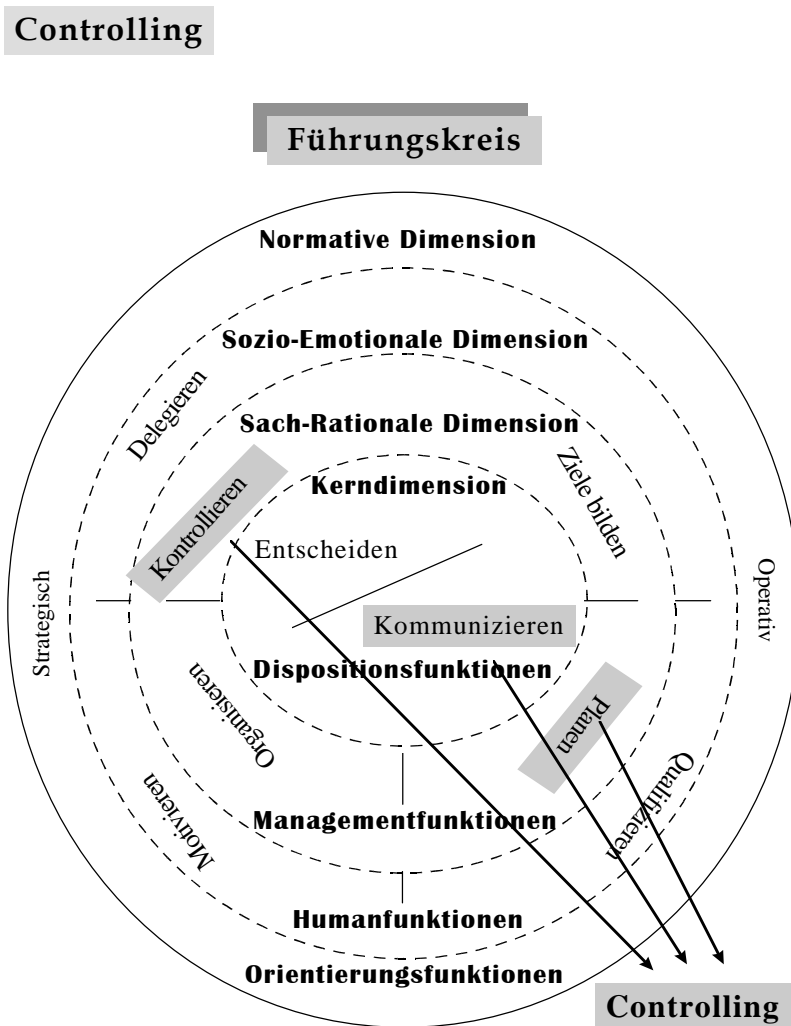 Controlling
Führungskreis
Normative Dimension
Sozio-Emotionale Dimension
Delegieren
Sach-Rationale Dimension
Ziele bilden
Kerndimension
Kontrollieren
Entscheiden
Strategisch
Operativ
Kommunizieren
Dispositionsfunktionen
Organisieren
Planen
Motivieren
Qualifizieren
Managementfunktionen
Humanfunktionen
Orientierungsfunktionen
Controlling